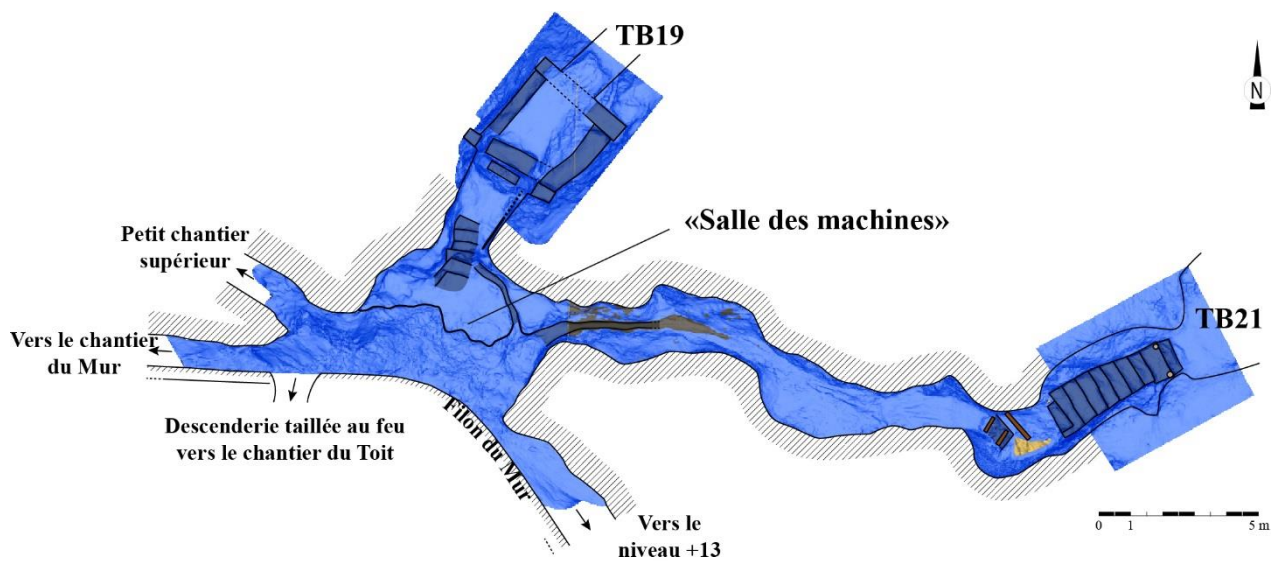 TB19
N
«Salle des machines»
Petit chantier
supérieur
TB21
Vers le chantier
du Mur
Descenderie taillée au feu
vers le chantier du Toit
Filon du Mur
Vers le
niveau +13
0 1 5 m